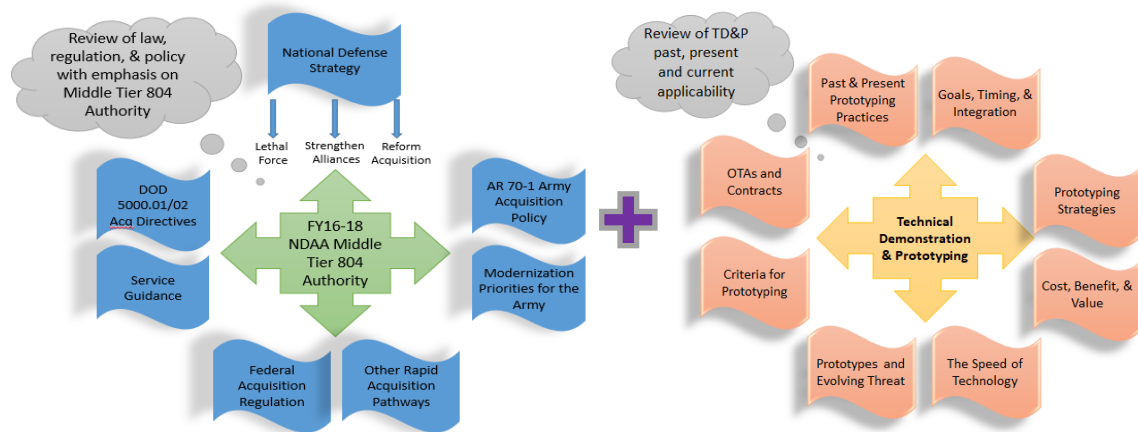 Review of law,
regulation, & policy
with emphasis on
Middle Tier 804
Authority
National Defense
Strategy
Lethal
Force
Strengthen
Alliances
Reform
Acquisition
DOD
5000.01/02
Acq Directives
AR 70-1 Army
Acquisition
Policy
FY16-18
NDAA Middle
Tier 804
Authority
Service
Guidance
Modernization
Priorities for the
Army
Federal
Acquisition
Regulation
Other Rapid
Acquisition
Pathways
Review of TD&P
past, present
and current
applicability
Past & Present
Prototyping
Practices
Goals, Timing, &
Integration
OTAs and
Contracts
Prototyping
Strategies
Technical
Demonstration
& Prototyping
Criteria for
Prototyping
Cost, Benefit, &
Value
Prototypes and
Evolving Threat
The Speed of
Technology